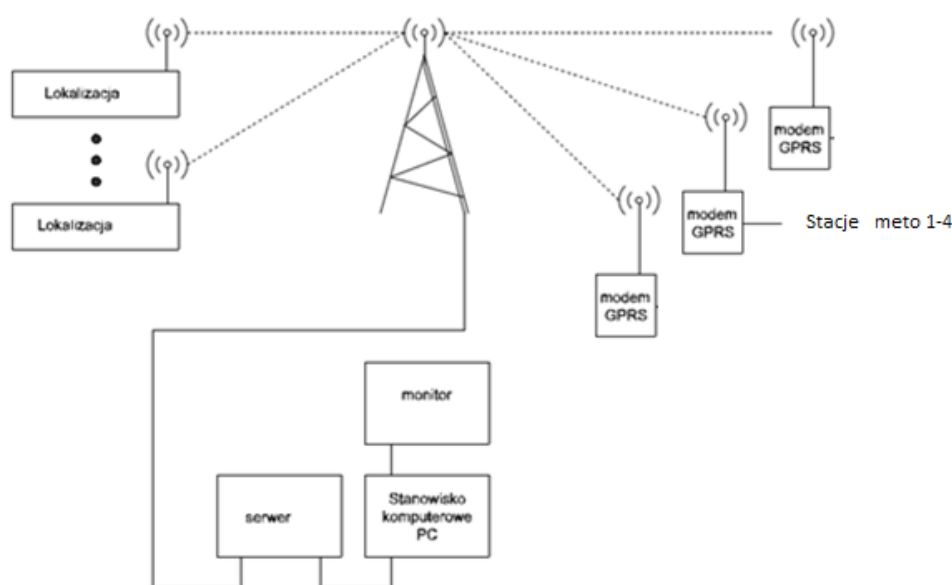 Lokalizacja
modem
GPRS
Lokalizacja
modem
GPRS
Stacje meto 1-4
modem
GPRS
monitor
serwer
Stanowisko
komputerowe
PC